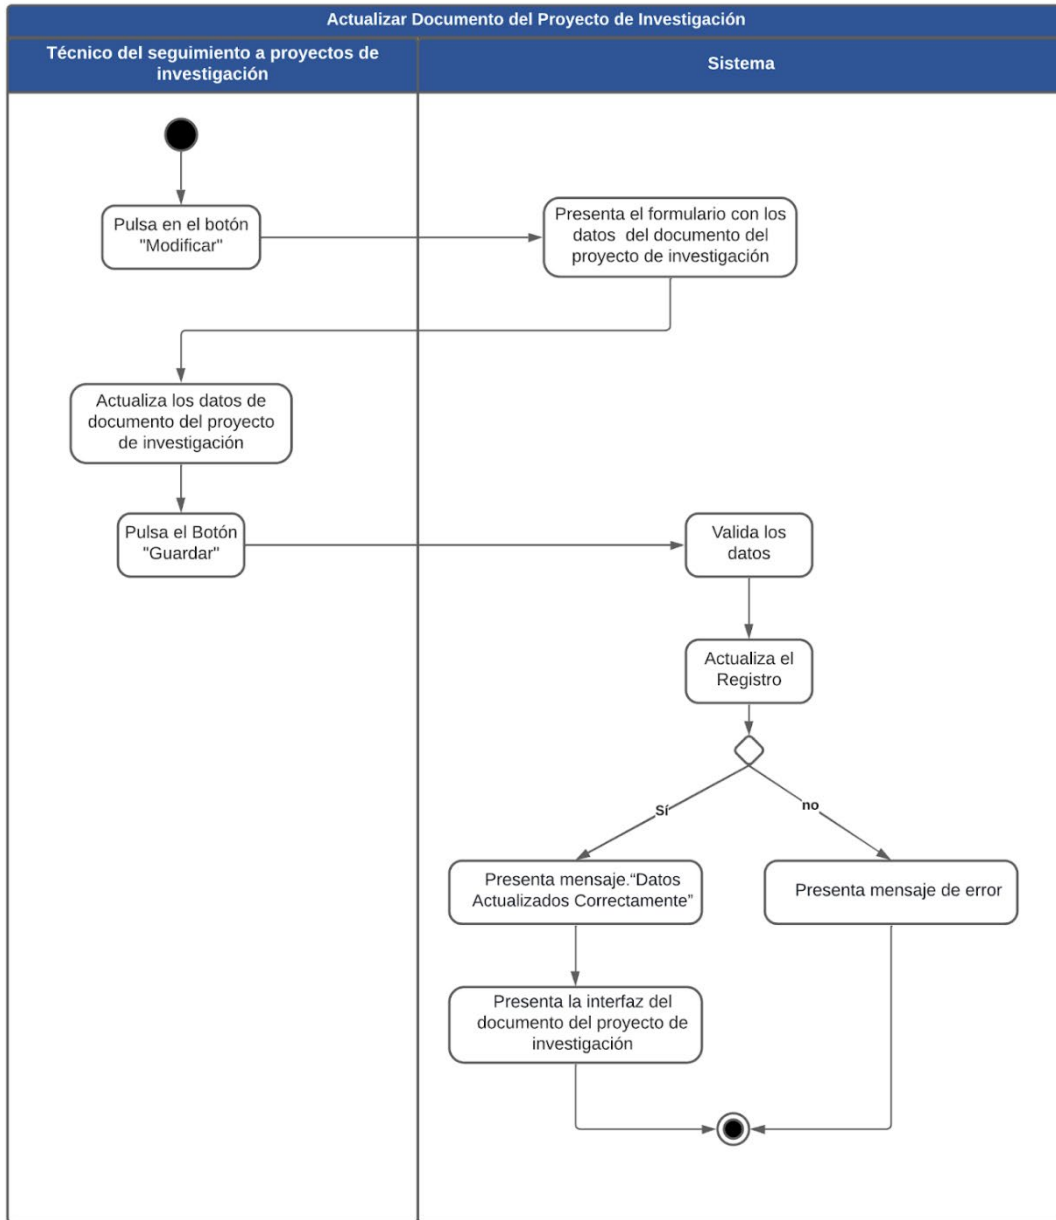 Actualizar Documento del Proyecto de Investigación
Técnico del seguimiento a proyectos de
investigación
Sistema
Pulsa en el botón
"Modificar"
Presenta el formulario con los
datos del documento del
proyecto de investigación
Actualiza los datos de
documento del proyecto
de investigación
Pulsa el Botón
"Guardar"
Valida los
datos
Actualiza el
Registro
Sí
no
Presenta mensaje.“Datos
Actualizados Correctamente”
Presenta mensaje de error
Presenta la interfaz del
documento del proyecto de
investigación